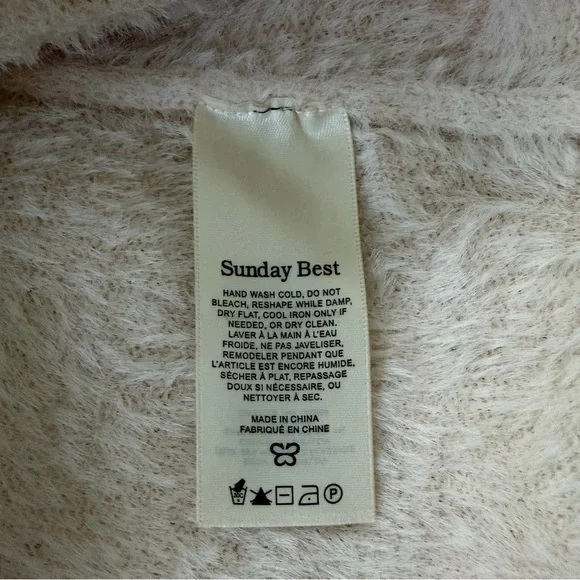 Sunday Best
HAND WASH COLD, DO NOT
BLEACH, RESHAPE WHILE DAMP,
DRY FLAT, COOL IRON ONLY IF
NEEDED, OR DRY CLEAN.
LAVER À LA MAIN À L'EAU
FROIDE, NE PAS JAVELISER,
REMODELER PENDANT QUE
L'ARTICLE EST ENCORE HUMIDE,
SÉCHER À PLAT, REPASSAGE
DOUX SI NÉCESSAIRE, OU
NETTOYER À SEC.
MADE IN CHINA
FABRIQUÉ EN CHINE
P